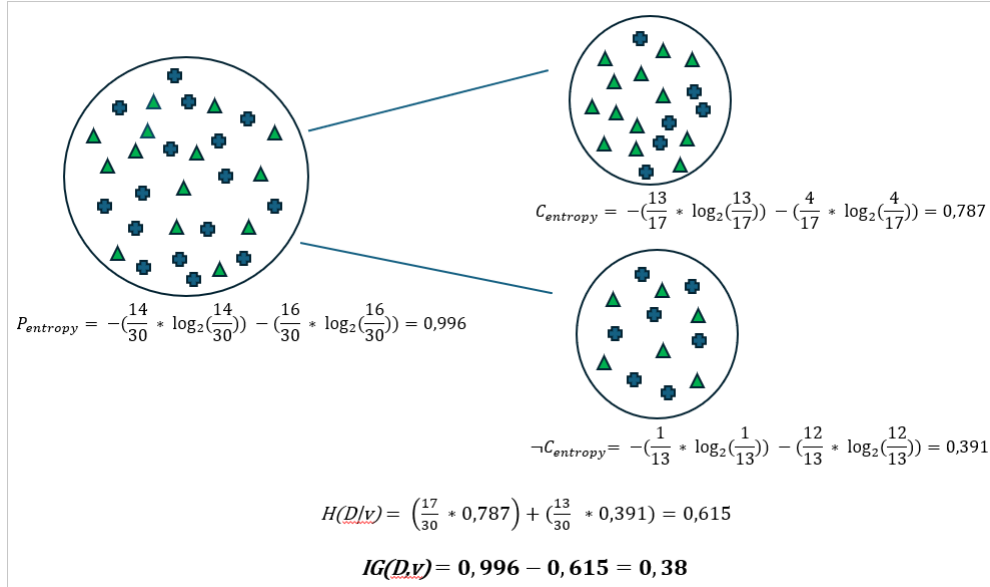 C_entropy = −(13/17 * log₂(13/17)) − (4/17 * log₂(4/17)) = 0,787
P_entropy = −(14/30 * log₂(14/30)) − (16/30 * log₂(16/30)) = 0,996
¬C_entropy= −(1/13 * log₂(1/13)) − (12/13 * log₂(12/13)) = 0,391
H(D/v) = (17/30 * 0,787) + (13/30 * 0,391) = 0,615
IG(D,v) = 0,996 − 0,615 = 0,38